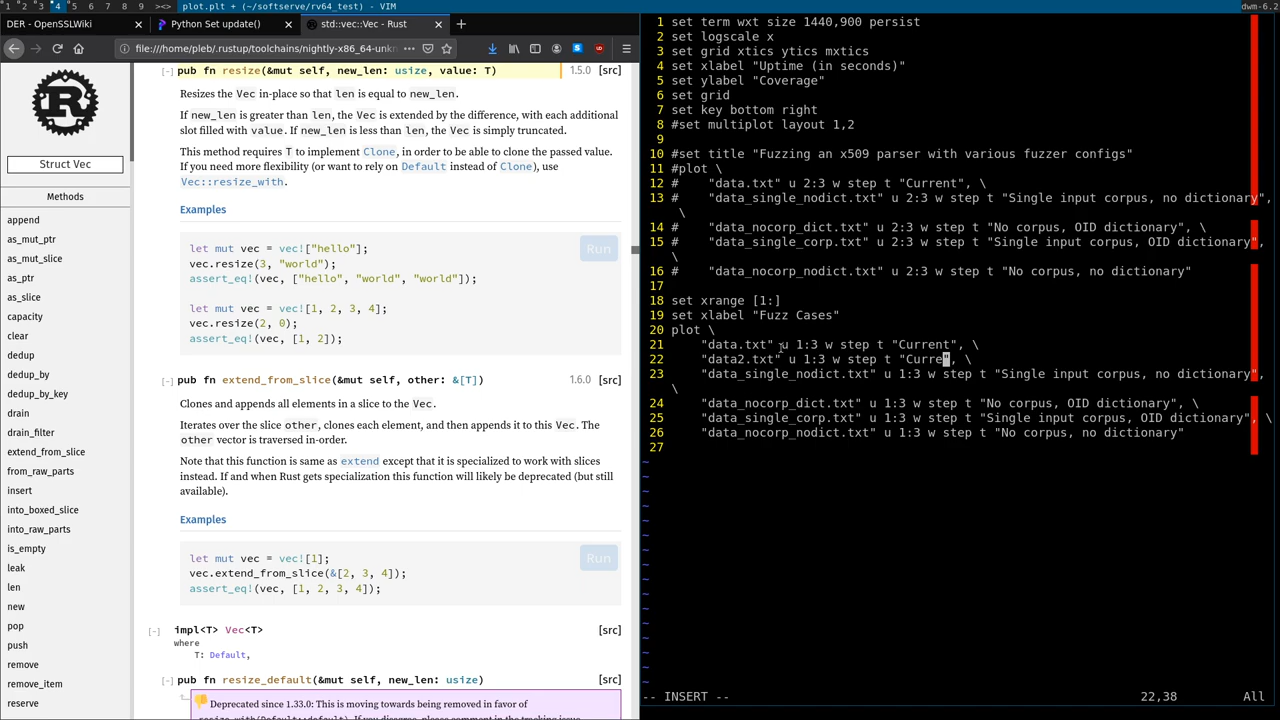 1 2 3 4 5 6 7 8 9 ><> plot.plt + (~/softserve/rv64_type) - VIM dwm-6.2
DER - OpenSSLWiki
Python Set update()
std::vec::Vec - Rust
file:///home/pleb/.rustup/toolchains/nightly-x86_64-unkn
Struct Vec
Methods
append
as_mut_ptr
as_mut_slice
as_ptr
as_slice
capacity
clear
dedup
dedup_by
dedup_by_key
drain
drain_filter
extend_from_slice
from_raw_parts
insert
into_boxed_slice
into_raw_parts
is_empty
leak
len
new
pop
push
remove
remove_item
reserve
[-] pub fn resize(&mut self, new_len: usize, value: T) 1.5.0 [src]
Resizes the Vec in-place so that len is equal to new_len.
If new_len is greater than len, the Vec is extended by the difference, with each additional
slot filled with value. If new_len is less than len, the Vec is simply truncated.
This method requires T to implement Clone, in order to be able to clone the passed value.
If you need more flexibility (or want to rely on Default instead of Clone), use
Vec::resize_with.
Examples
Run
let mut vec = vec!["hello"];
vec.resize(3, "world");
assert_eq!(vec, ["hello", "world", "world"]);
let mut vec = vec![1, 2, 3, 4];
vec.resize(2, 0);
assert_eq!(vec, [1, 2]);
[-] pub fn extend_from_slice(&mut self, other: &[T]) 1.6.0 [src]
Clones and appends all elements in a slice to the Vec.
Iterates over the slice other, clones each element, and then appends it to this Vec. The
other vector is traversed in-order.
Note that this function is same as extend except that it is specialized to work with slices
instead. If and when Rust gets specialization this function will likely be deprecated (but still
available).
Examples
Run
let mut vec = vec![1];
vec.extend_from_slice(&[2, 3, 4]);
assert_eq!(vec, [1, 2, 3, 4]);
[-] impl<T> Vec<T> [src]
where
T: Default,
[-] pub fn resize_default(&mut self, new_len: usize) [src]
Deprecated since 1.33.0: This is moving towards being removed in favor of
1 set term wxt size 1440,900 persist
2 set logscale x
3 set grid xtics ytics mxtics
4 set xlabel "Uptime (in seconds)"
5 set ylabel "Coverage"
6 set grid
7 set key bottom right
8 #set multiplot layout 1,2
9
10 #set title "Fuzzing an x509 parser with various fuzzer configs"
11 #plot \
12 #    "data.txt" u 2:3 w step t "Current", \
13 #    "data_single_nodict.txt" u 2:3 w step t "Single input corpus, no dictionary",
\
14 #    "data_nocorp_dict.txt" u 2:3 w step t "No corpus, OID dictionary", \
15 #    "data_single_corp.txt" u 2:3 w step t "Single input corpus, OID dictionary",
\
16 #    "data_nocorp_nodict.txt" u 2:3 w step t "No corpus, no dictionary"
17
18 set xrange [1:]
19 set xlabel "Fuzz Cases"
20 plot \
21     "data.txt" u 1:3 w step t "Current", \
22     "data2.txt" u 1:3 w step t "Curre", \
23     "data_single_nodict.txt" u 1:3 w step t "Single input corpus, no dictionary",
\
24     "data_nocorp_dict.txt" u 1:3 w step t "No corpus, OID dictionary", \
25     "data_single_corp.txt" u 1:3 w step t "Single input corpus, OID dictionary", \
26     "data_nocorp_nodict.txt" u 1:3 w step t "No corpus, no dictionary"
27
-- INSERT -- 22,38 All